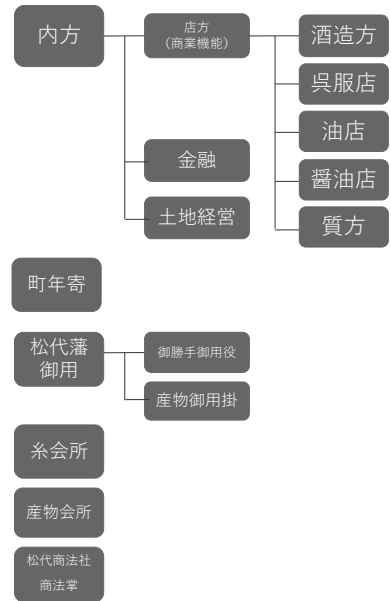 内方
店方
（商業機能）
酒造方
呉服店
油店
醤油店
質方
金融
土地経営
町年寄
松代藩
御用
御勝手御用役
産物御用掛
糸会所
産物会所
松代商法社
商法掌